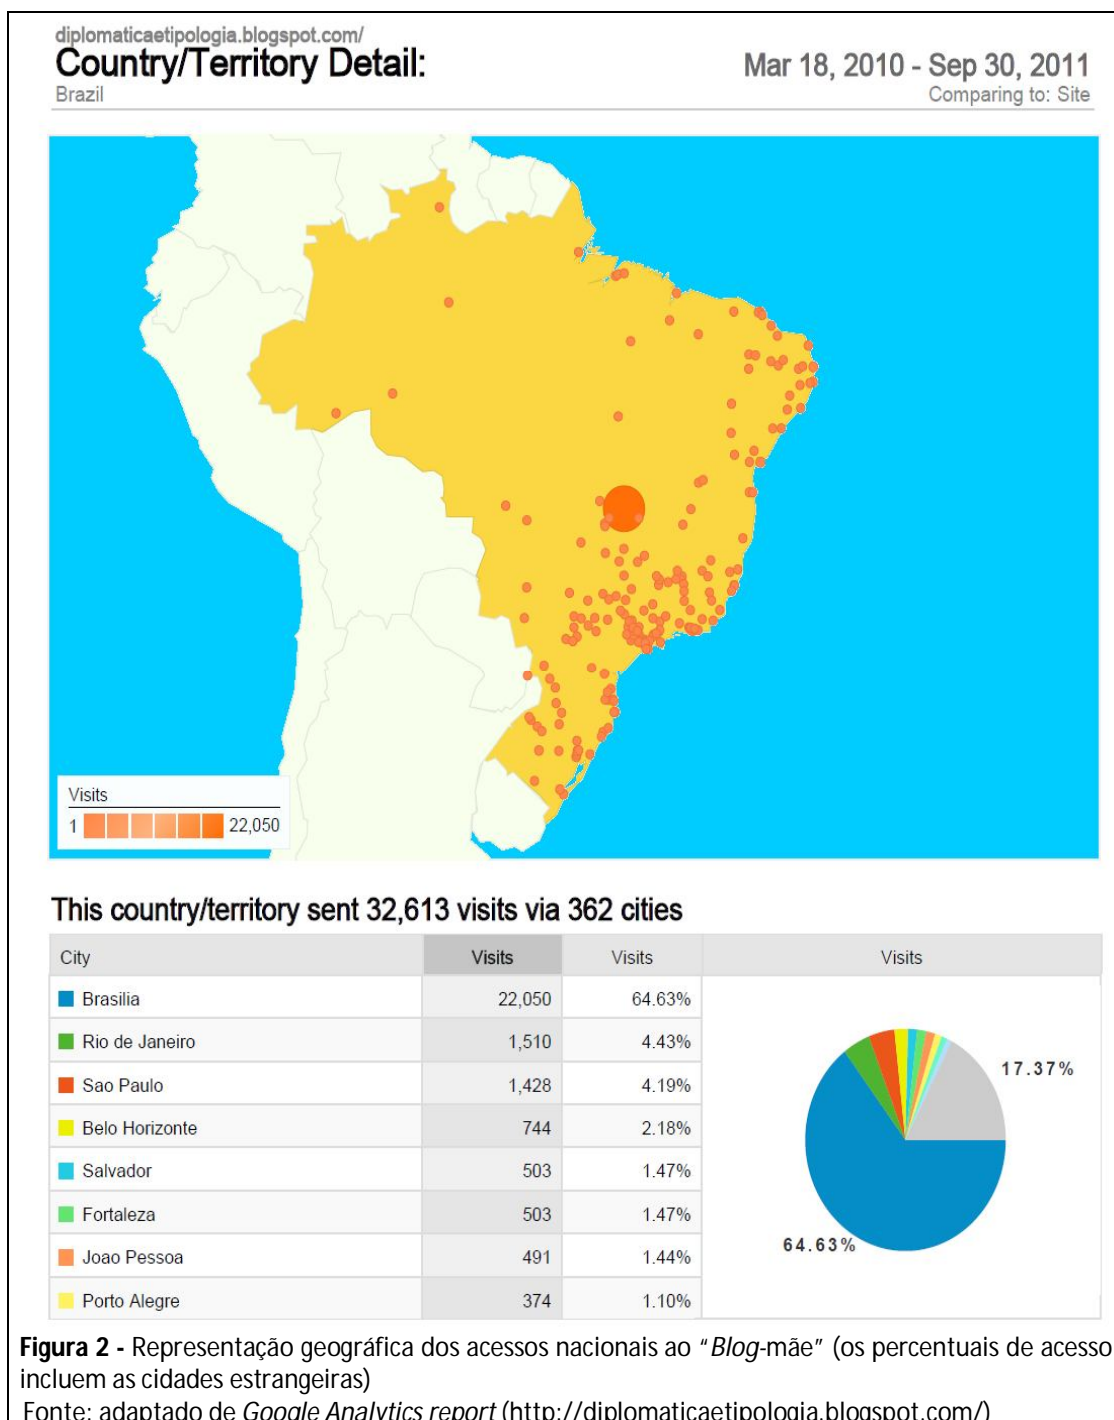 diplomaticaetipologia.blogspot.com/
Country/Territory Detail:
Mar 18, 2010 - Sep 30, 2011
Brazil
Comparing to: Site
Visits
1 22,050
This country/territory sent 32,613 visits via 362 cities
City Visits Visits Visits
Brasilia 22,050 64.63%
Rio de Janeiro 1,510 4.43%
Sao Paulo 1,428 4.19%
Belo Horizonte 744 2.18%
Salvador 503 1.47%
Fortaleza 503 1.47%
Joao Pessoa 491 1.44%
Porto Alegre 374 1.10%
17.37%
64.63%
Figura 2 - Representação geográfica dos acessos nacionais ao “Blog-mãe” (os percentuais de acesso
incluem as cidades estrangeiras)
Fonte: adaptado de Google Analytics report (http://diplomaticaetipologia.blogspot.com/)